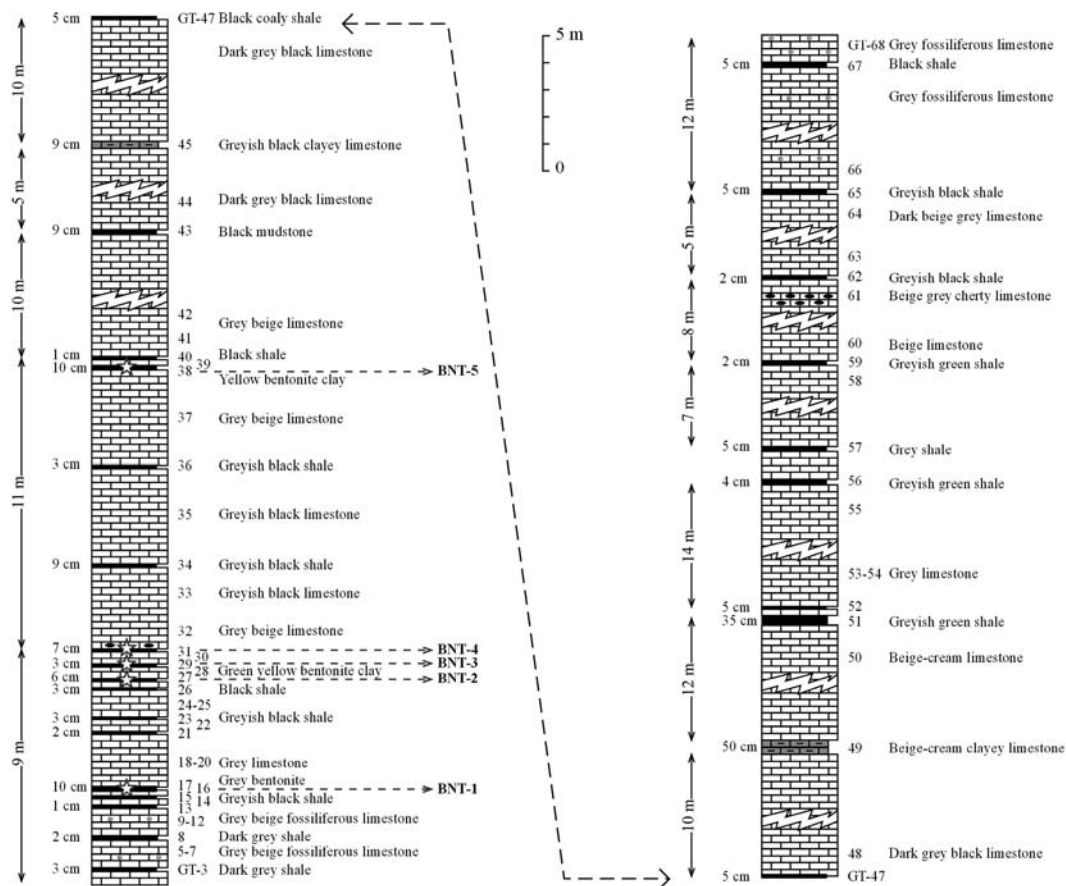 5 cm GT-47 Black coaly shale
Dark grey black limestone
10 m
9 cm 45 Greyish black clayey limestone
5 m
44 Dark grey black limestone
9 cm 43 Black mudstone
10 m
42
Grey beige limestone
41
1 cm 40 Black shale
39
10 cm 38 BNT-5
Yellow bentonite clay
37 Grey beige limestone
3 cm 36 Greyish black shale
11 m
35 Greyish black limestone
9 cm 34 Greyish black shale
33 Greyish black limestone
32 Grey beige limestone
7 cm 31 BNT-4
30
3 cm 29 BNT-3
28 Green yellow bentonite clay
6 cm 27 BNT-2
3 cm 26 Black shale
24-25
3 cm 23 Greyish black shale
22
2 cm 21
9 m
18-20 Grey limestone
Grey bentonite
10 cm 17 16 BNT-1
15 14 Greyish black shale
1 cm 13
9-12 Grey beige fossiliferous limestone
2 cm 8 Dark grey shale
5-7 Grey beige fossiliferous limestone
3 cm GT-3 Dark grey shale
5 m
0
GT-68 Grey fossiliferous limestone
5 cm 67 Black shale
Grey fossiliferous limestone
12 m
66
5 cm 65 Greyish black shale
64 Dark beige grey limestone
5 m
63
2 cm 62 Greyish black shale
61 Beige grey cherty limestone
8 m
60 Beige limestone
2 cm 59 Greyish green shale
58
7 m
5 cm 57 Grey shale
4 cm 56 Greyish green shale
55
14 m
53-54 Grey limestone
5 cm 52
35 cm 51 Greyish green shale
50 Beige-cream limestone
12 m
50 cm 49 Beige-cream clayey limestone
10 m
48 Dark grey black limestone
5 cm GT-47